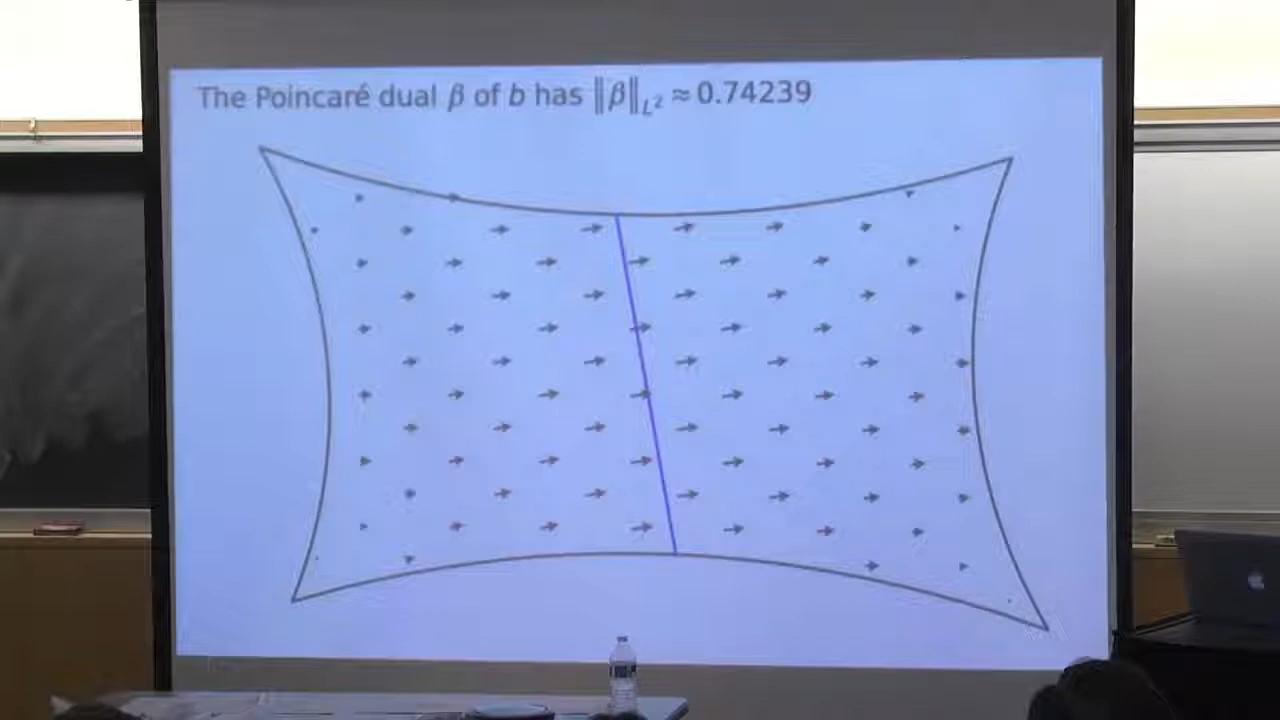 The Poincaré dual β of b has ‖β‖_{L²} ≈ 0.74239